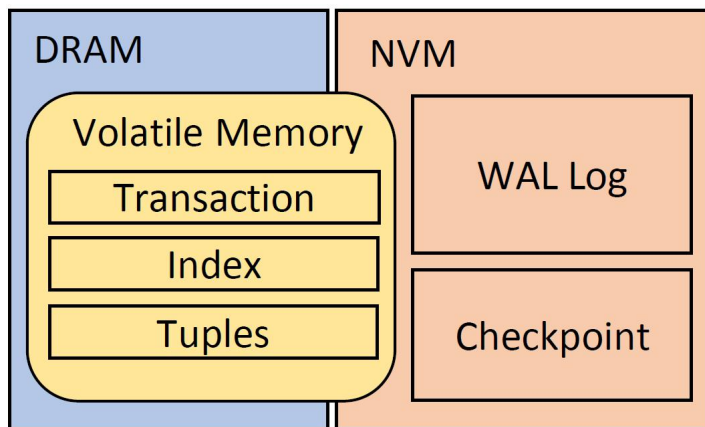 DRAM
NVM
Volatile Memory
Transaction
Index
Tuples
WAL Log
Checkpoint